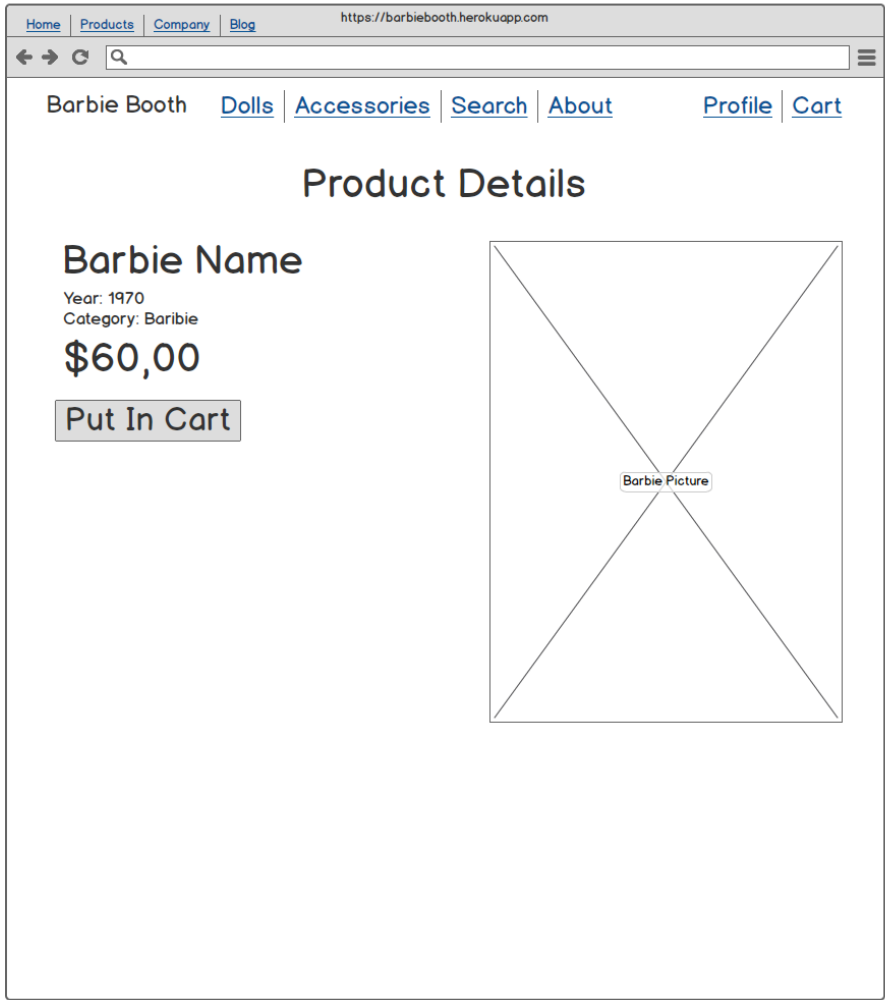 Home Products Company Blog https://barbiebooth.herokuapp.com
Barbie Booth Dolls Accessories Search About Profile Cart
Product Details
Barbie Name
Year: 1970
Category: Baribie
$60,00
Put In Cart
Barbie Picture